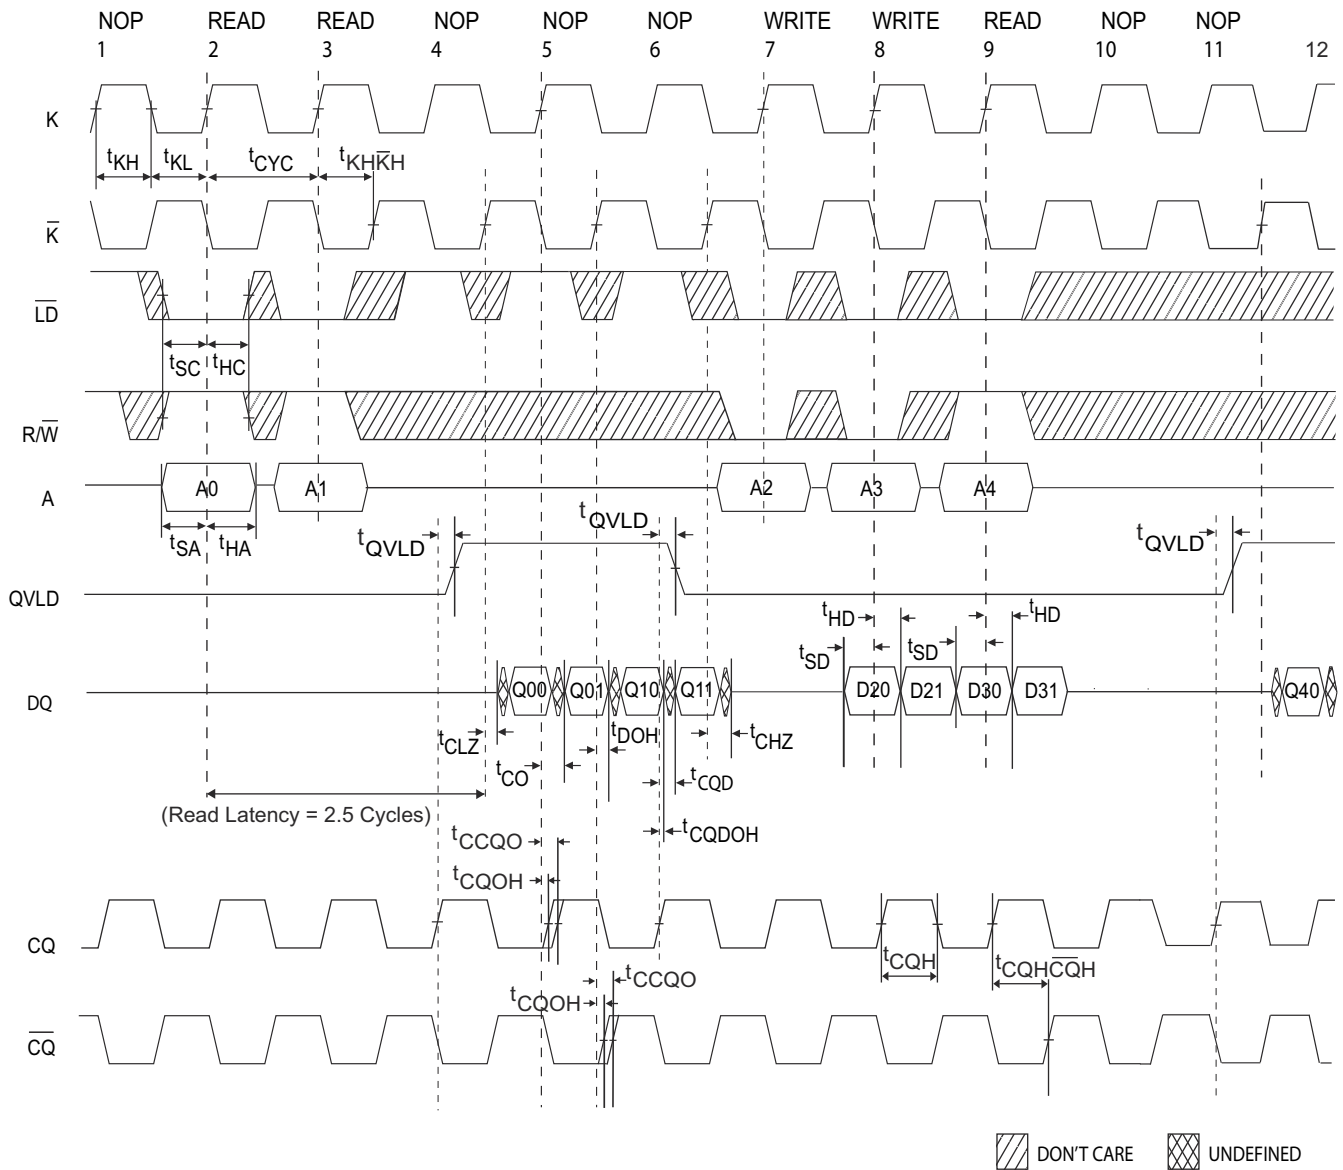 NOP READ READ NOP NOP NOP WRITE WRITE READ NOP NOP
1 2 3 4 5 6 7 8 9 10 11 12
K
tKH tKL tCYC tKHK̅H
K̅
L̅D̅
tSC tHC
R/W̅
A A0 A1 A2 A3 A4
tSA tHA tQVLD tQVLD tQVLD
QVLD
tHD tHD
tSD tSD
DQ Q00 Q01 Q10 Q11 D20 D21 D30 D31 Q40
tCLZ tDOH tCHZ
tCO tCQD
(Read Latency = 2.5 Cycles)
tCQDOH
tCCQO
tCQOH
CQ
tCQH tCQHC̅Q̅H
tCCQO
tCQOH
C̅Q̅
DON'T CARE UNDEFINED